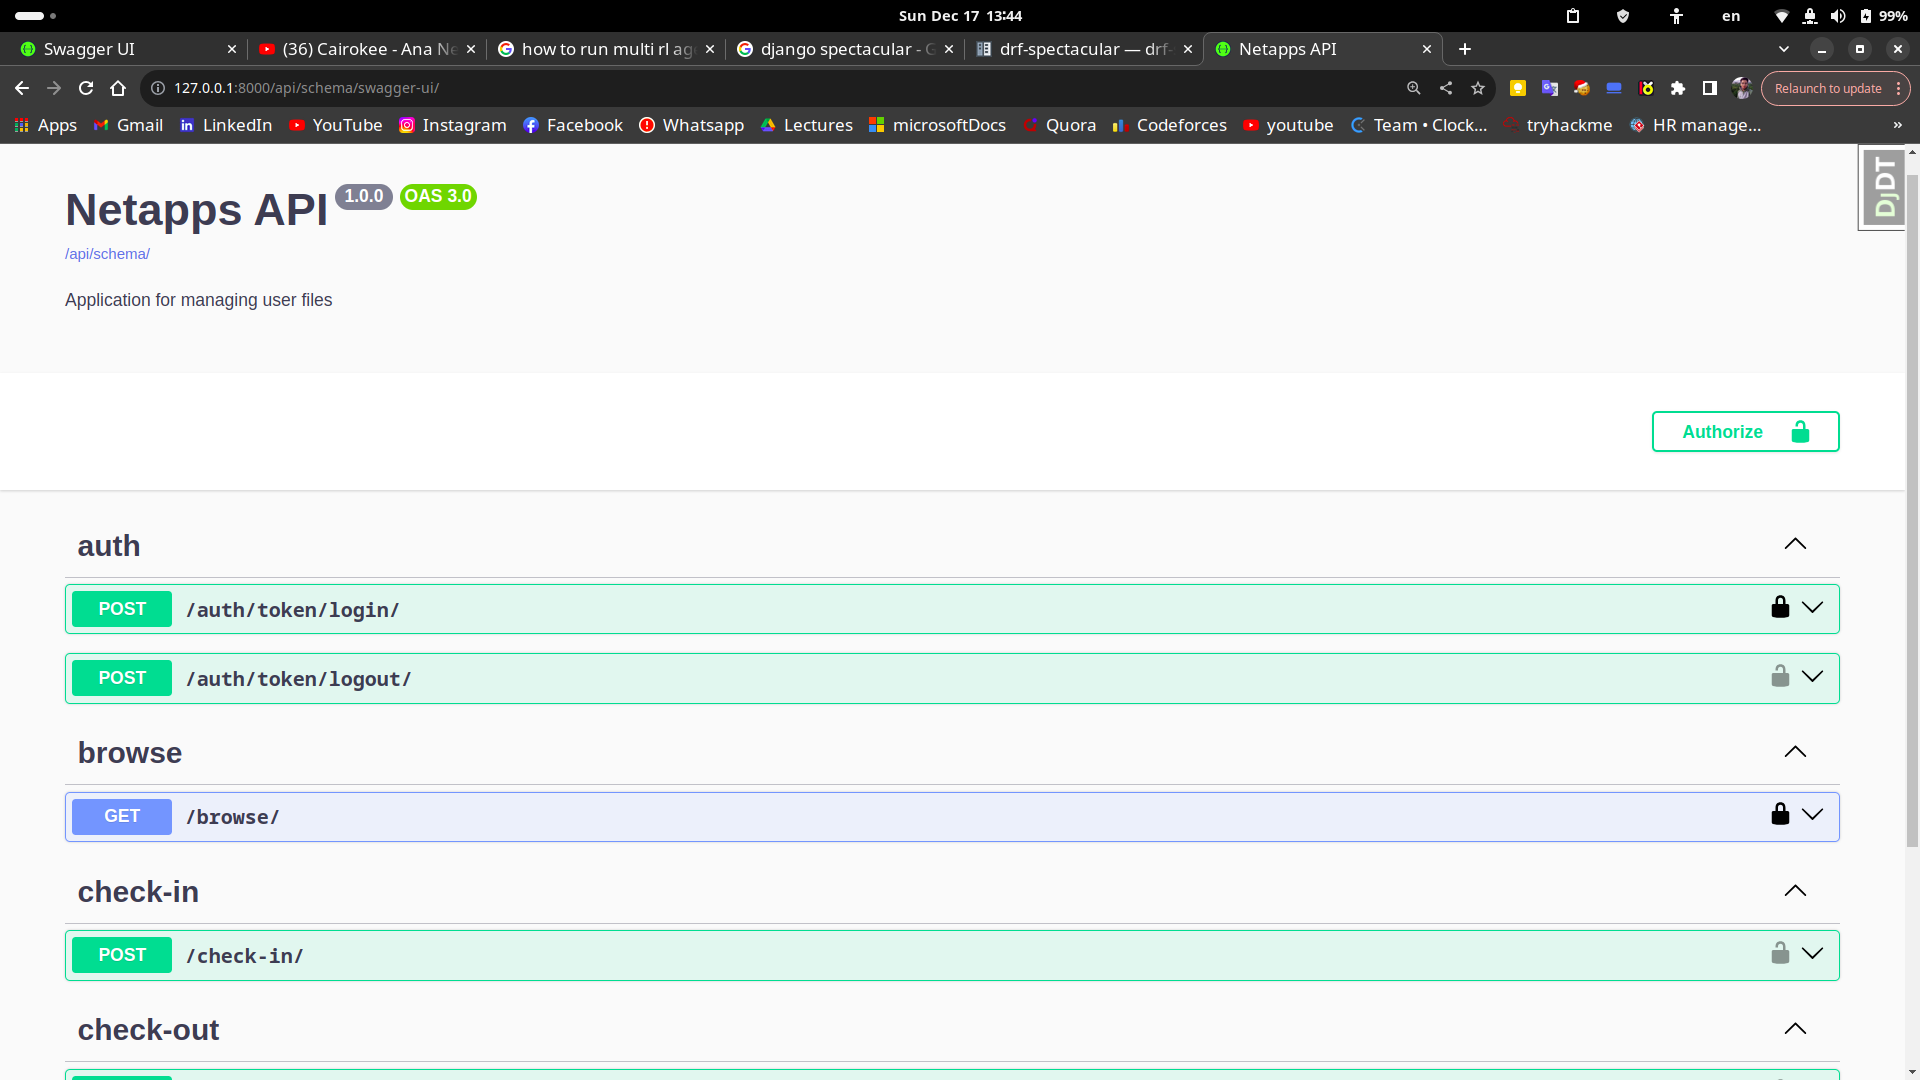 Sun Dec 17 13:44
en
99%
Swagger UI
(36) Cairokee - Ana Ne
how to run multi rl age
django spectacular - G
drf-spectacular — drf-
Netapps API
127.0.0.1:8000/api/schema/swagger-ui/
Relaunch to update
Apps
Gmail
LinkedIn
YouTube
Instagram
Facebook
Whatsapp
Lectures
microsoftDocs
Quora
Codeforces
youtube
Team • Clock...
tryhackme
HR manage...
»
Netapps API 1.0.0 OAS 3.0
DjDT
/api/schema/
Application for managing user files
Authorize
auth
POST /auth/token/login/
POST /auth/token/logout/
browse
GET /browse/
check-in
POST /check-in/
check-out